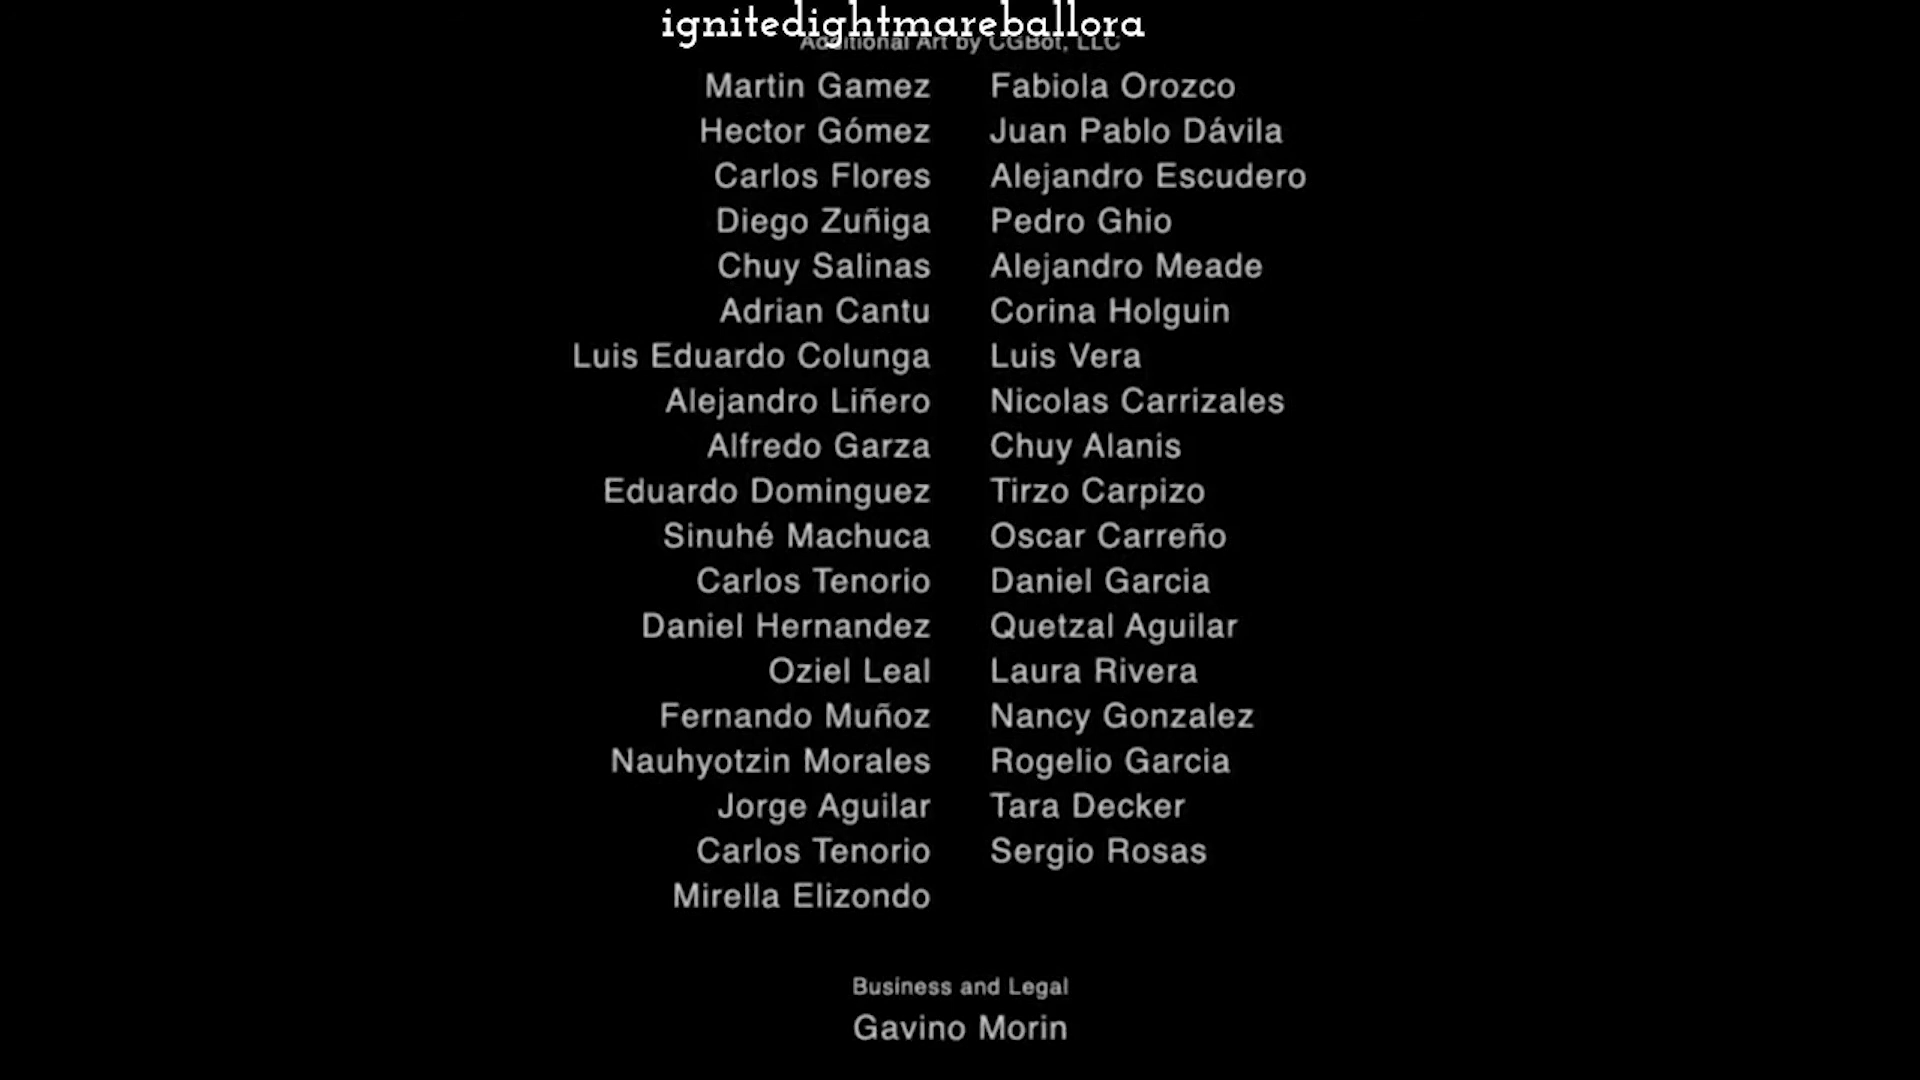 ignitedightmareballora
Additional Art by CGBot, LLC
Martin Gamez Fabiola Orozco
Hector Gómez Juan Pablo Dávila
Carlos Flores Alejandro Escudero
Diego Zuñiga Pedro Ghio
Chuy Salinas Alejandro Meade
Adrian Cantu Corina Holguin
Luis Eduardo Colunga Luis Vera
Alejandro Liñero Nicolas Carrizales
Alfredo Garza Chuy Alanis
Eduardo Dominguez Tirzo Carpizo
Sinuhé Machuca Oscar Carreño
Carlos Tenorio Daniel Garcia
Daniel Hernandez Quetzal Aguilar
Oziel Leal Laura Rivera
Fernando Muñoz Nancy Gonzalez
Nauhyotzin Morales Rogelio Garcia
Jorge Aguilar Tara Decker
Carlos Tenorio Sergio Rosas
Mirella Elizondo
Business and Legal
Gavino Morin